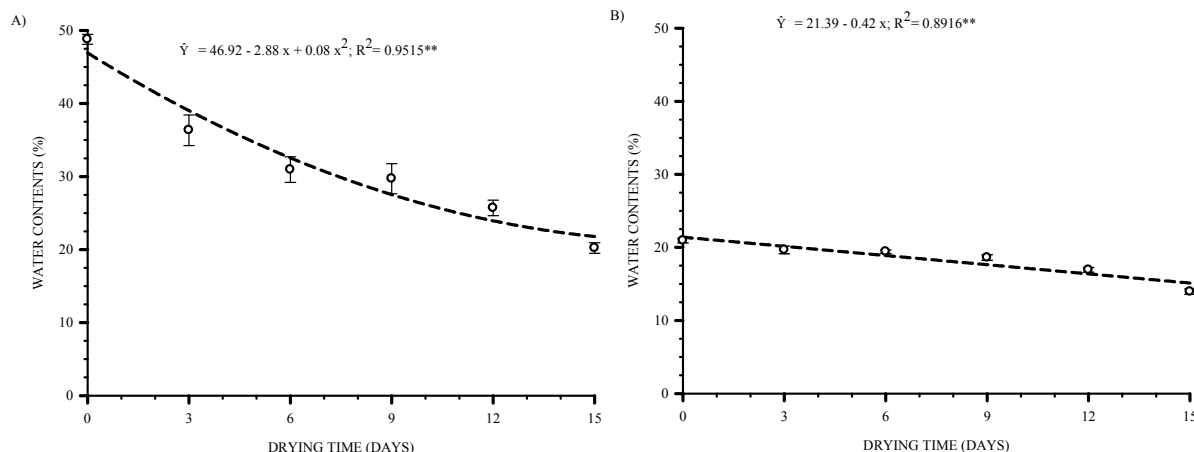 A)
Ŷ = 46.92 - 2.88 x + 0.08 x2; R2= 0.9515**
WATER CONTENTS (%)
50
40
30
20
10
0
0 3 6 9 12 15
DRYING TIME (DAYS)
B)
Ŷ = 21.39 - 0.42 x; R2= 0.8916**
WATER CONTENTS (%)
50
40
30
20
10
0
0 3 6 9 12 15
DRYING TIME (DAYS)